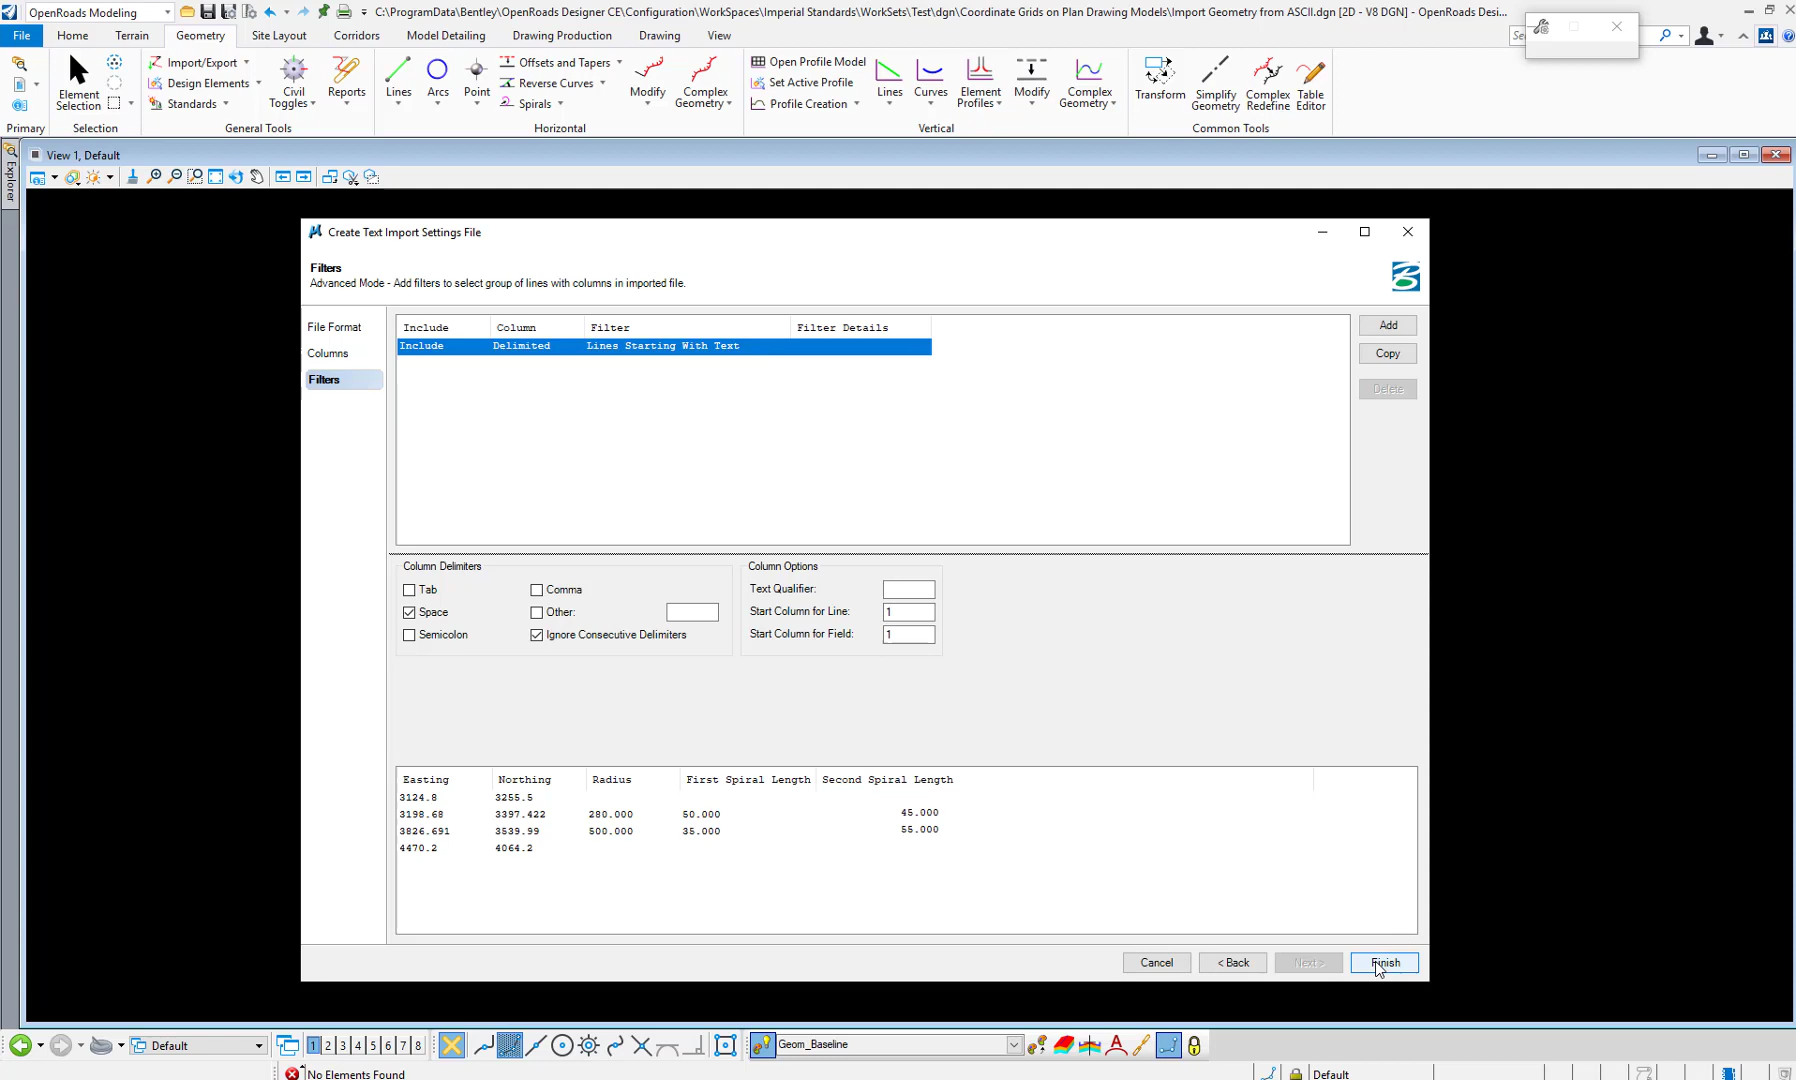 OpenRoads Modeling
C:\ProgramData\Bentley\OpenRoads Designer CE\Configuration\WorkSpaces\Imperial Standards\WorkSets\Test\dgn\Coordinate Grids on Plan Drawing Models\Import Geometry from ASCII.dgn [2D - V8 DGN] - OpenRoads Desi...
File Home Terrain Geometry Site Layout Corridors Model Detailing Drawing Production Drawing View
Import/Export
Design Elements
Standards
Element Selection
Civil Toggles
Reports
Lines
Arcs
Point
Offsets and Tapers
Reverse Curves
Spirals
Modify
Complex Geometry
Open Profile Model
Set Active Profile
Profile Creation
Lines
Curves
Element Profiles
Modify
Complex Geometry
Transform
Simplify Geometry
Complex Redefine
Table Editor
Primary Selection General Tools Horizontal Vertical Common Tools
Explorer
View 1, Default
Create Text Import Settings File
Filters
Advanced Mode - Add filters to select group of lines with columns in imported file.
File Format
Columns
Filters
Include Column Filter Filter Details
Include Delimited Lines Starting With Text
Add
Copy
Delete
Column Delimiters
Tab Comma
Space Other:
Semicolon Ignore Consecutive Delimiters
Column Options
Text Qualifier:
Start Column for Line: 1
Start Column for Field: 1
Easting Northing Radius First Spiral Length Second Spiral Length
3124.8 3255.5
3198.68 3397.422 280.000 50.000 45.000
3826.691 3539.99 500.000 35.000 55.000
4470.2 4064.2
Cancel < Back Next > Finish
Default 1 2 3 4 5 6 7 8 Geom_Baseline
No Elements Found Default